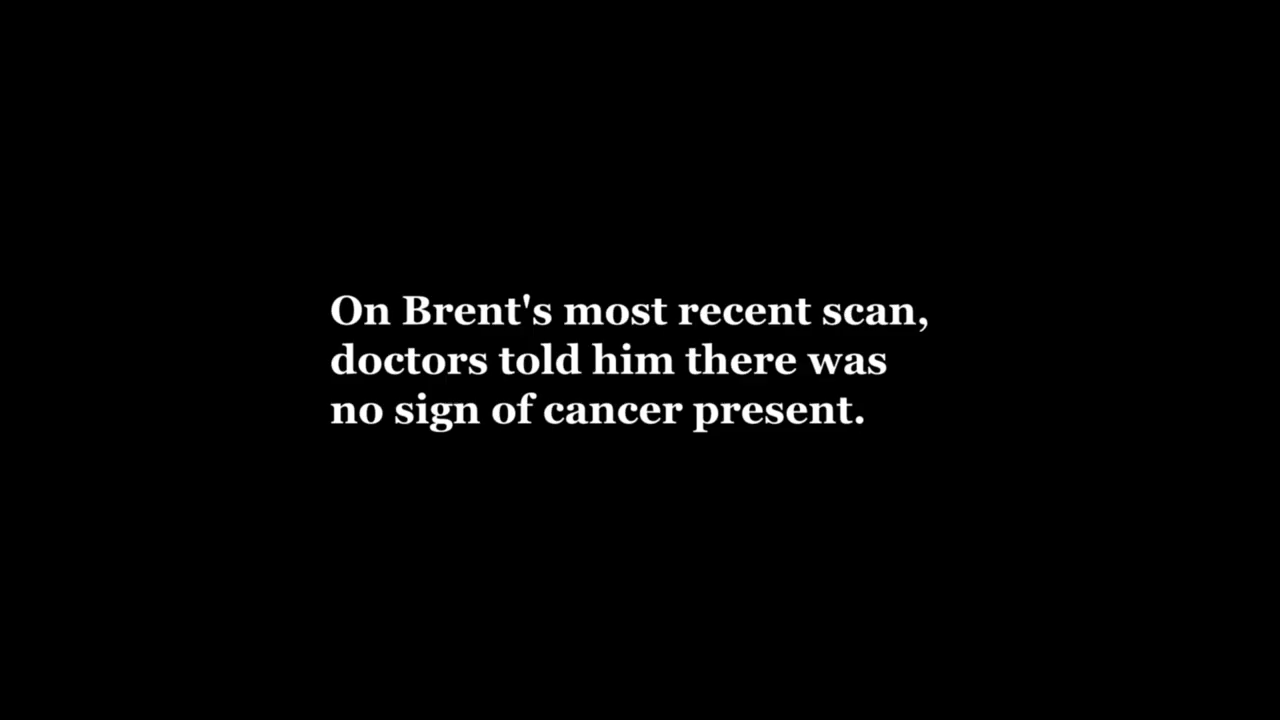 On Brent's most recent scan,
doctors told him there was
no sign of cancer present.